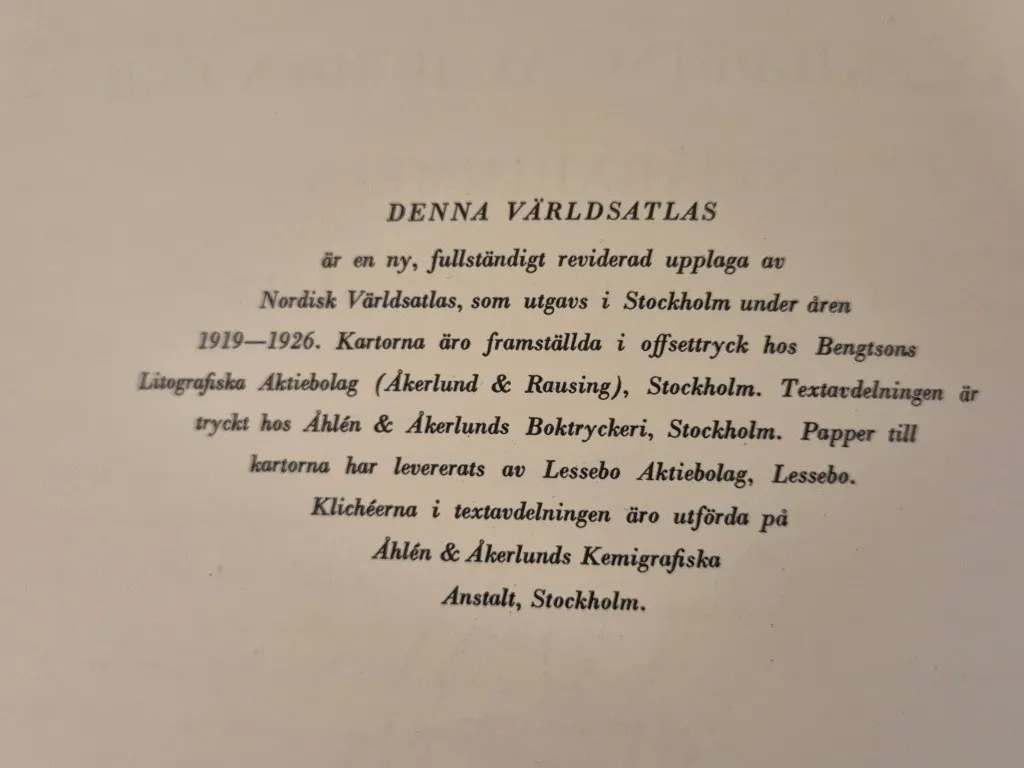 DENNA VÄRLDSATLAS
är en ny, fullständigt reviderad upplaga av
Nordisk Världsatlas, som utgavs i Stockholm under åren
1919—1926. Kartorna äro framställda i offsettryck hos Bengtsons
Litografiska Aktiebolag (Åkerlund & Rausing), Stockholm. Textavdelningen är
tryckt hos Åhlén & Åkerlunds Boktryckeri, Stockholm. Papper till
kartorna har levererats av Lessebo Aktiebolag, Lessebo.
Klichéerna i textavdelningen äro utförda på
Åhlén & Åkerlunds Kemigrafiska
Anstalt, Stockholm.